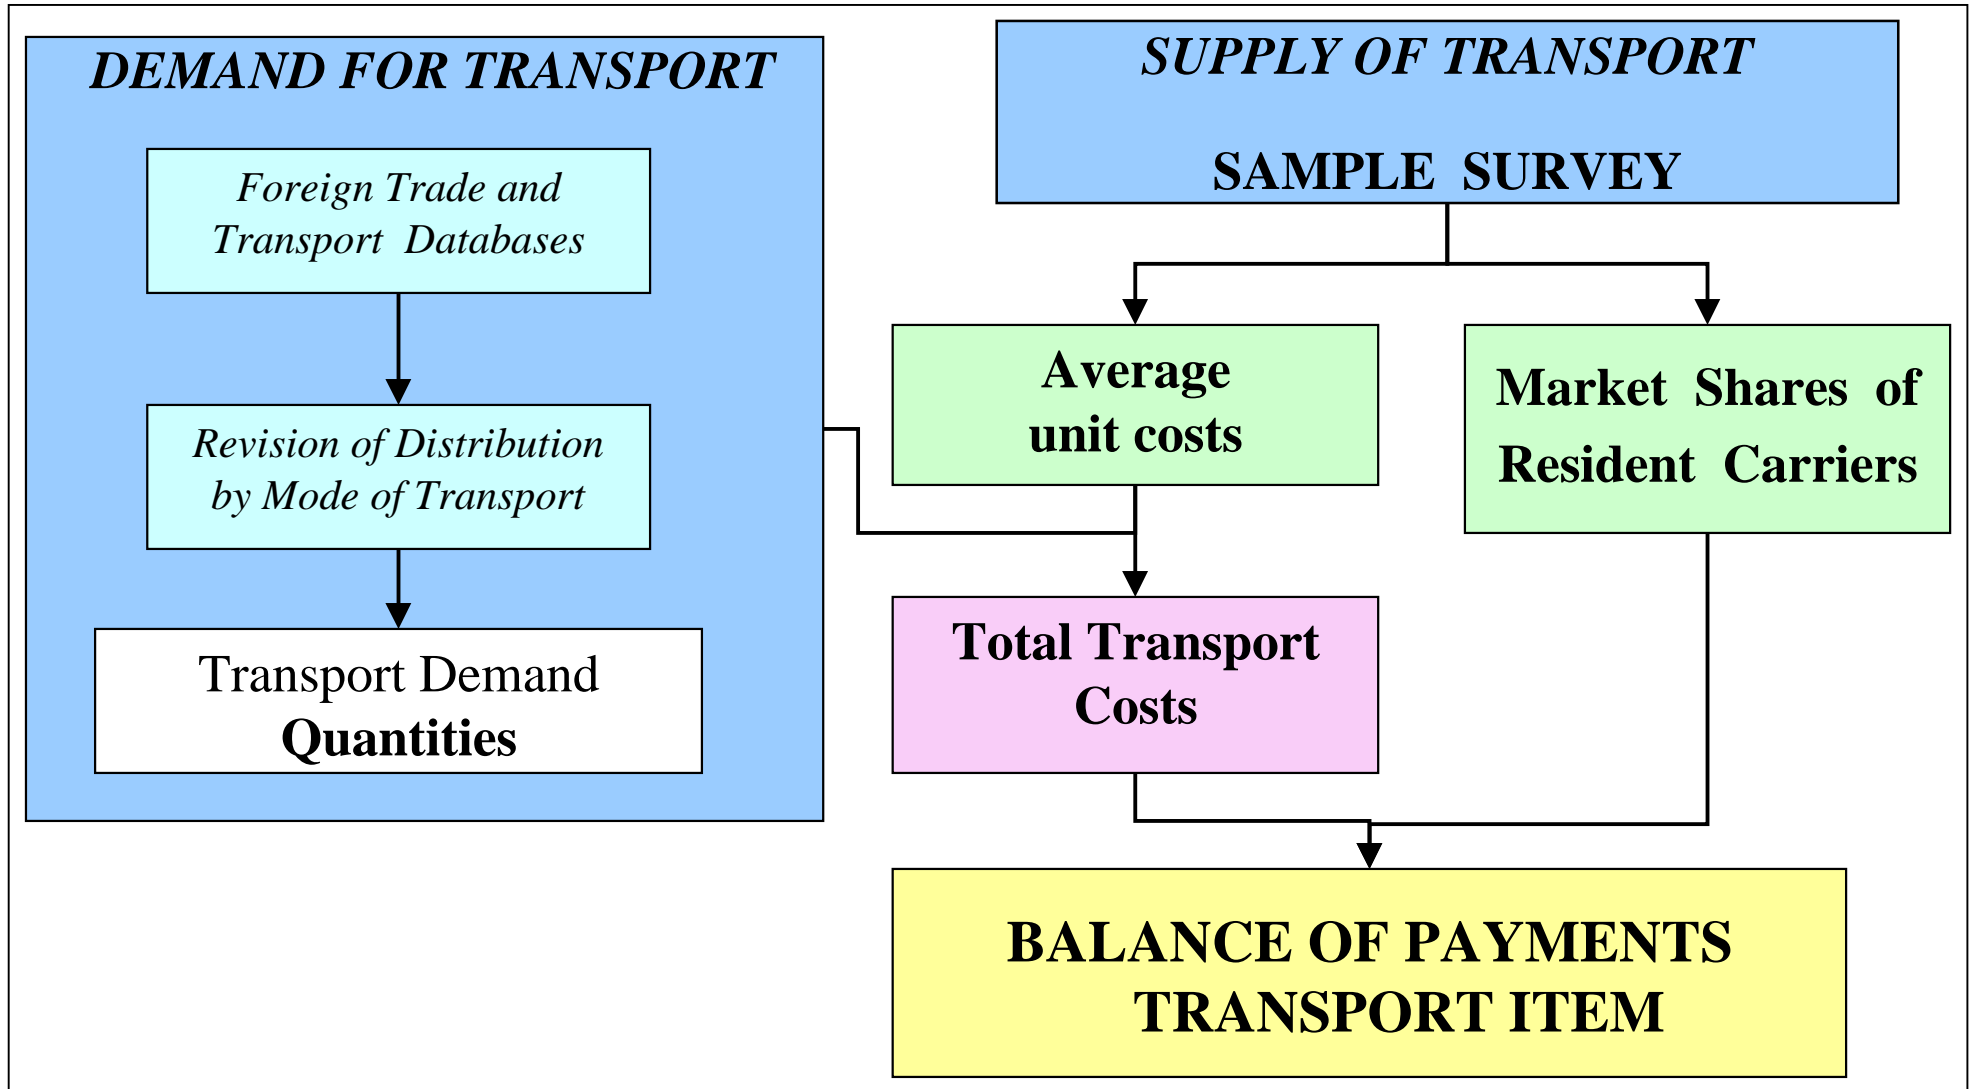 DEMAND FOR TRANSPORT
Foreign Trade and
Transport Databases
Revision of Distribution
by Mode of Transport
Transport Demand
Quantities
SUPPLY OF TRANSPORT
SAMPLE SURVEY
Average
unit costs
Market Shares of
Resident Carriers
Total Transport
Costs
BALANCE OF PAYMENTS
TRANSPORT ITEM